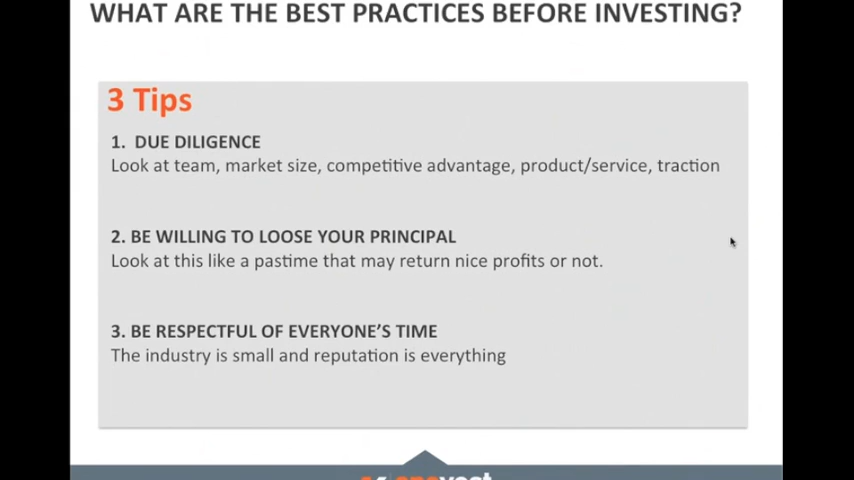 WHAT ARE THE BEST PRACTICES BEFORE INVESTING?
3 Tips
1. DUE DILIGENCE
Look at team, market size, competitive advantage, product/service, traction
2. BE WILLING TO LOOSE YOUR PRINCIPAL
Look at this like a pastime that may return nice profits or not.
3. BE RESPECTFUL OF EVERYONE'S TIME
The industry is small and reputation is everything